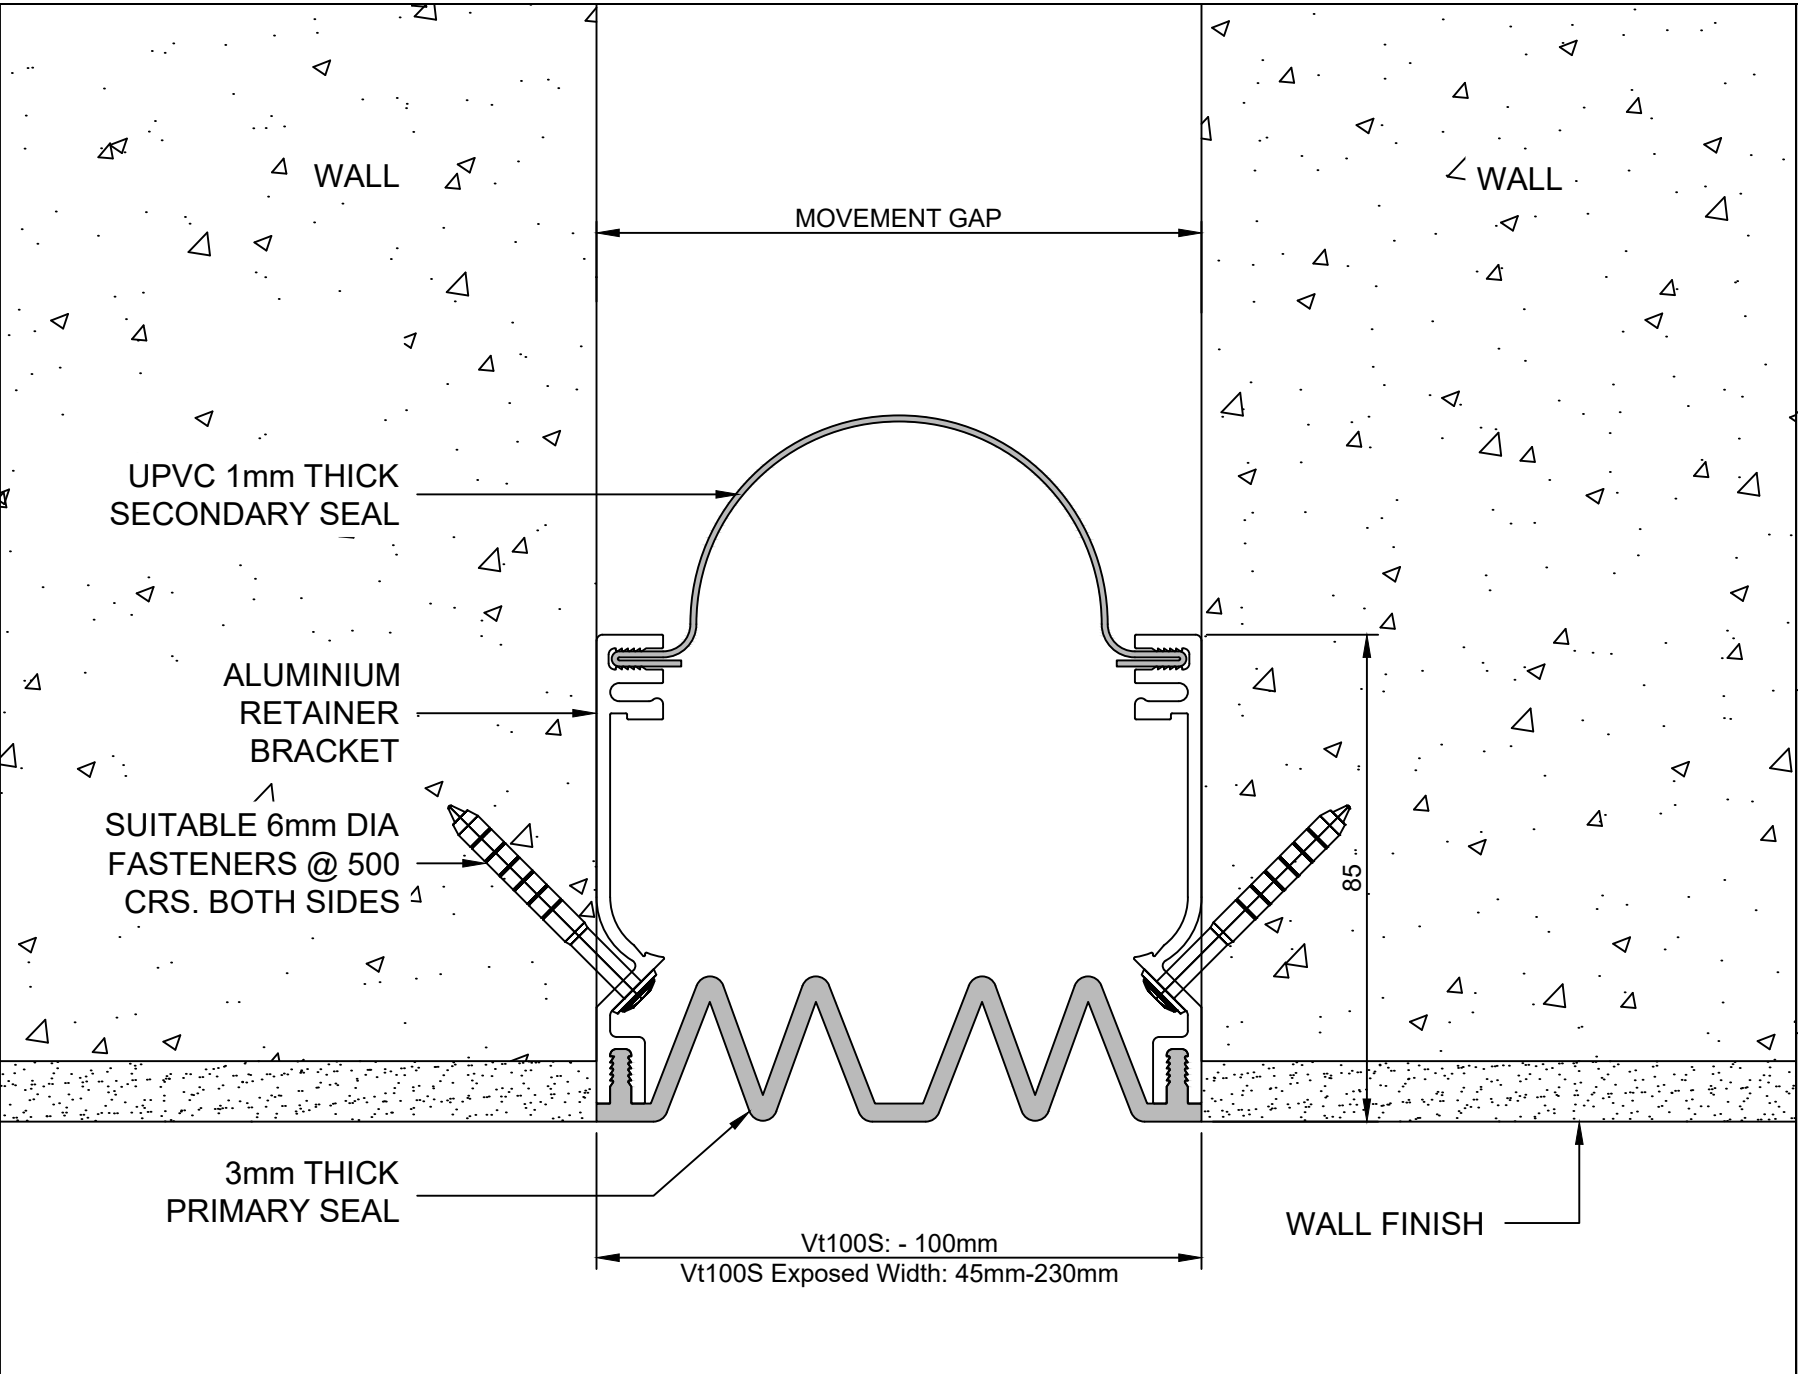 WALL
WALL
MOVEMENT GAP
UPVC 1mm THICK
SECONDARY SEAL
ALUMINIUM
RETAINER
BRACKET
SUITABLE 6mm DIA
FASTENERS @ 500
CRS. BOTH SIDES
85
3mm THICK
PRIMARY SEAL
WALL FINISH
Vt100S: - 100mm
Vt100S Exposed Width: 45mm-230mm